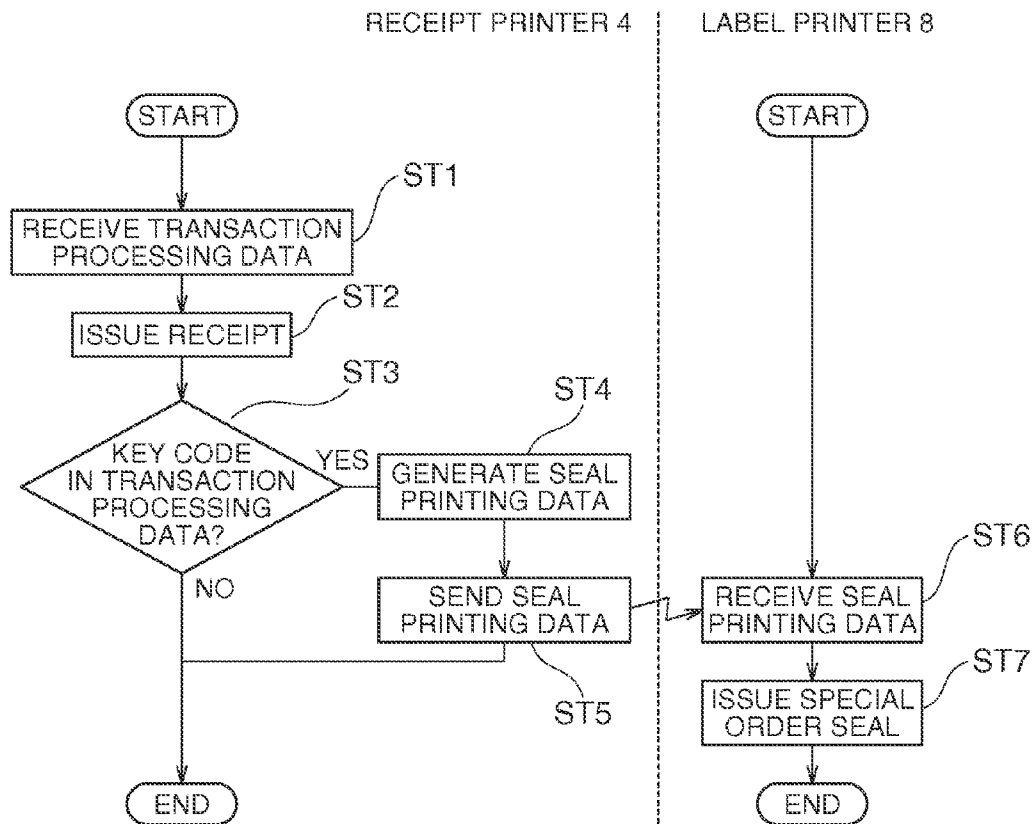 RECEIPT PRINTER 4
LABEL PRINTER 8
START
START
ST1
RECEIVE TRANSACTION
PROCESSING DATA
ST2
ISSUE RECEIPT
ST3
KEY CODE
IN TRANSACTION
PROCESSING
DATA?
YES
NO
ST4
GENERATE SEAL
PRINTING DATA
SEND SEAL
PRINTING DATA
ST5
ST6
RECEIVE SEAL
PRINTING DATA
ST7
ISSUE SPECIAL
ORDER SEAL
END
END